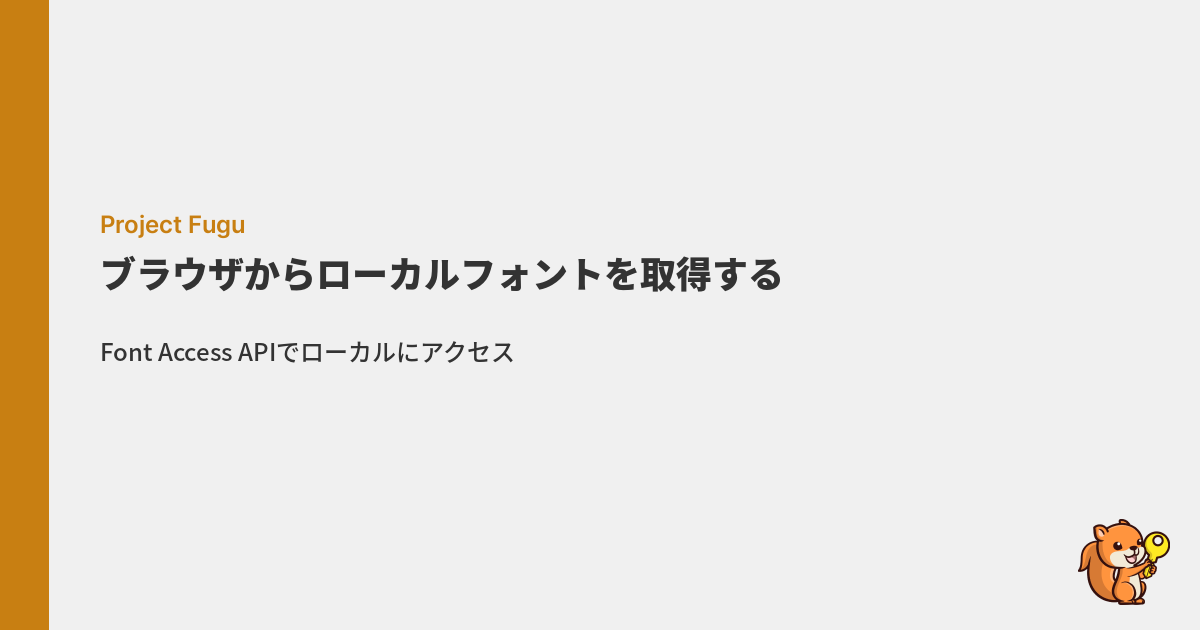 Project Fugu
ブラウザからローカルフォントを取得する
Font Access APIでローカルにアクセス